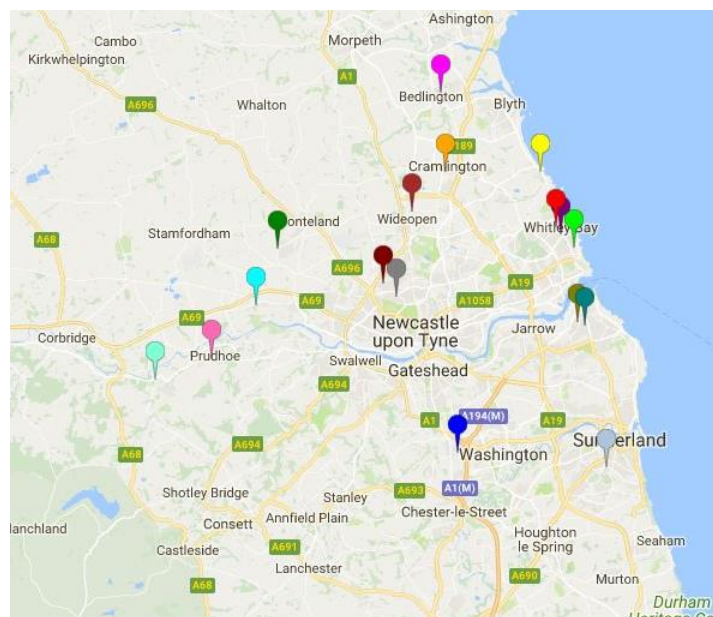 Ashington
Cambo
Morpeth
Kirkwhelpington
A1
Bedlington
A696
Whalton
Blyth
189
Cramlington
Wideopen
Whitley Bay
Stamfordham
onteland
A68
A696
A19
A69
A1058
A69
Newcastle
upon Tyne
Jarrow
Corbridge
Prudhoe
Swalwell
Gateshead
A694
A1
A194(M)
A19
Sunderland
A694
A68
Washington
A693
A1(M)
Shotley Bridge
Stanley
Chester-le-Street
Annfield Plain
Consett
Houghton
le Spring
lanchland
Seaham
Castleside
A691
Lanchester
A690
Murton
A68
Durham